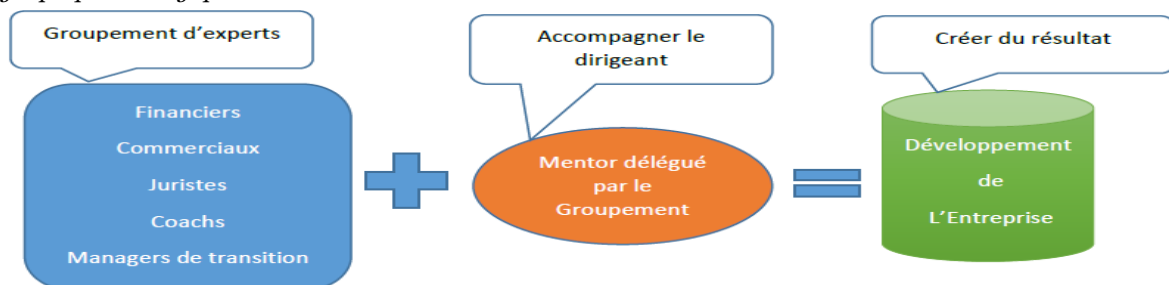 Groupement d'experts
Financiers
Commerciaux
Juristes
Coachs
Managers de transition
Accompagner le
dirigeant
Mentor délégué
par le
Groupement
Créer du résultat
Développement
de
L'Entreprise